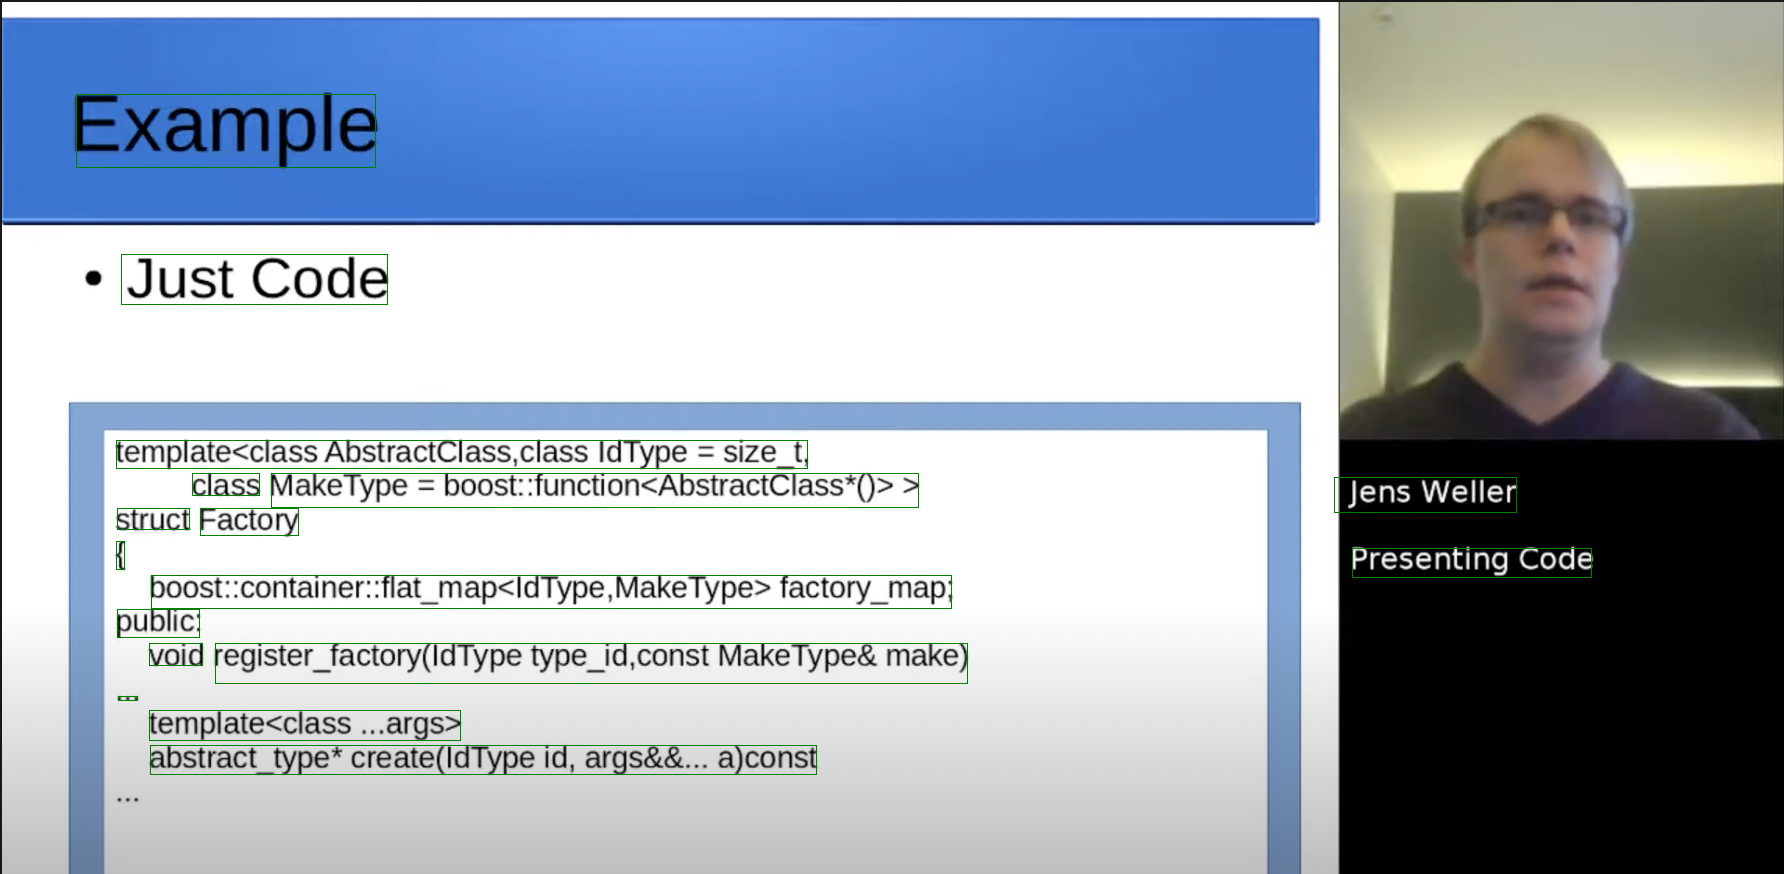 Example
• Just Code
template<class AbstractClass,class IdType = size_t,
class MakeType = boost::function<AbstractClass*()> >
struct Factory
{
boost::container::flat_map<IdType,MakeType> factory_map;
public:
void register_factory(IdType type_id,const MakeType& make)
...
template<class ...args>
abstract_type* create(IdType id, args&&... a)const
...
Jens Weller
Presenting Code